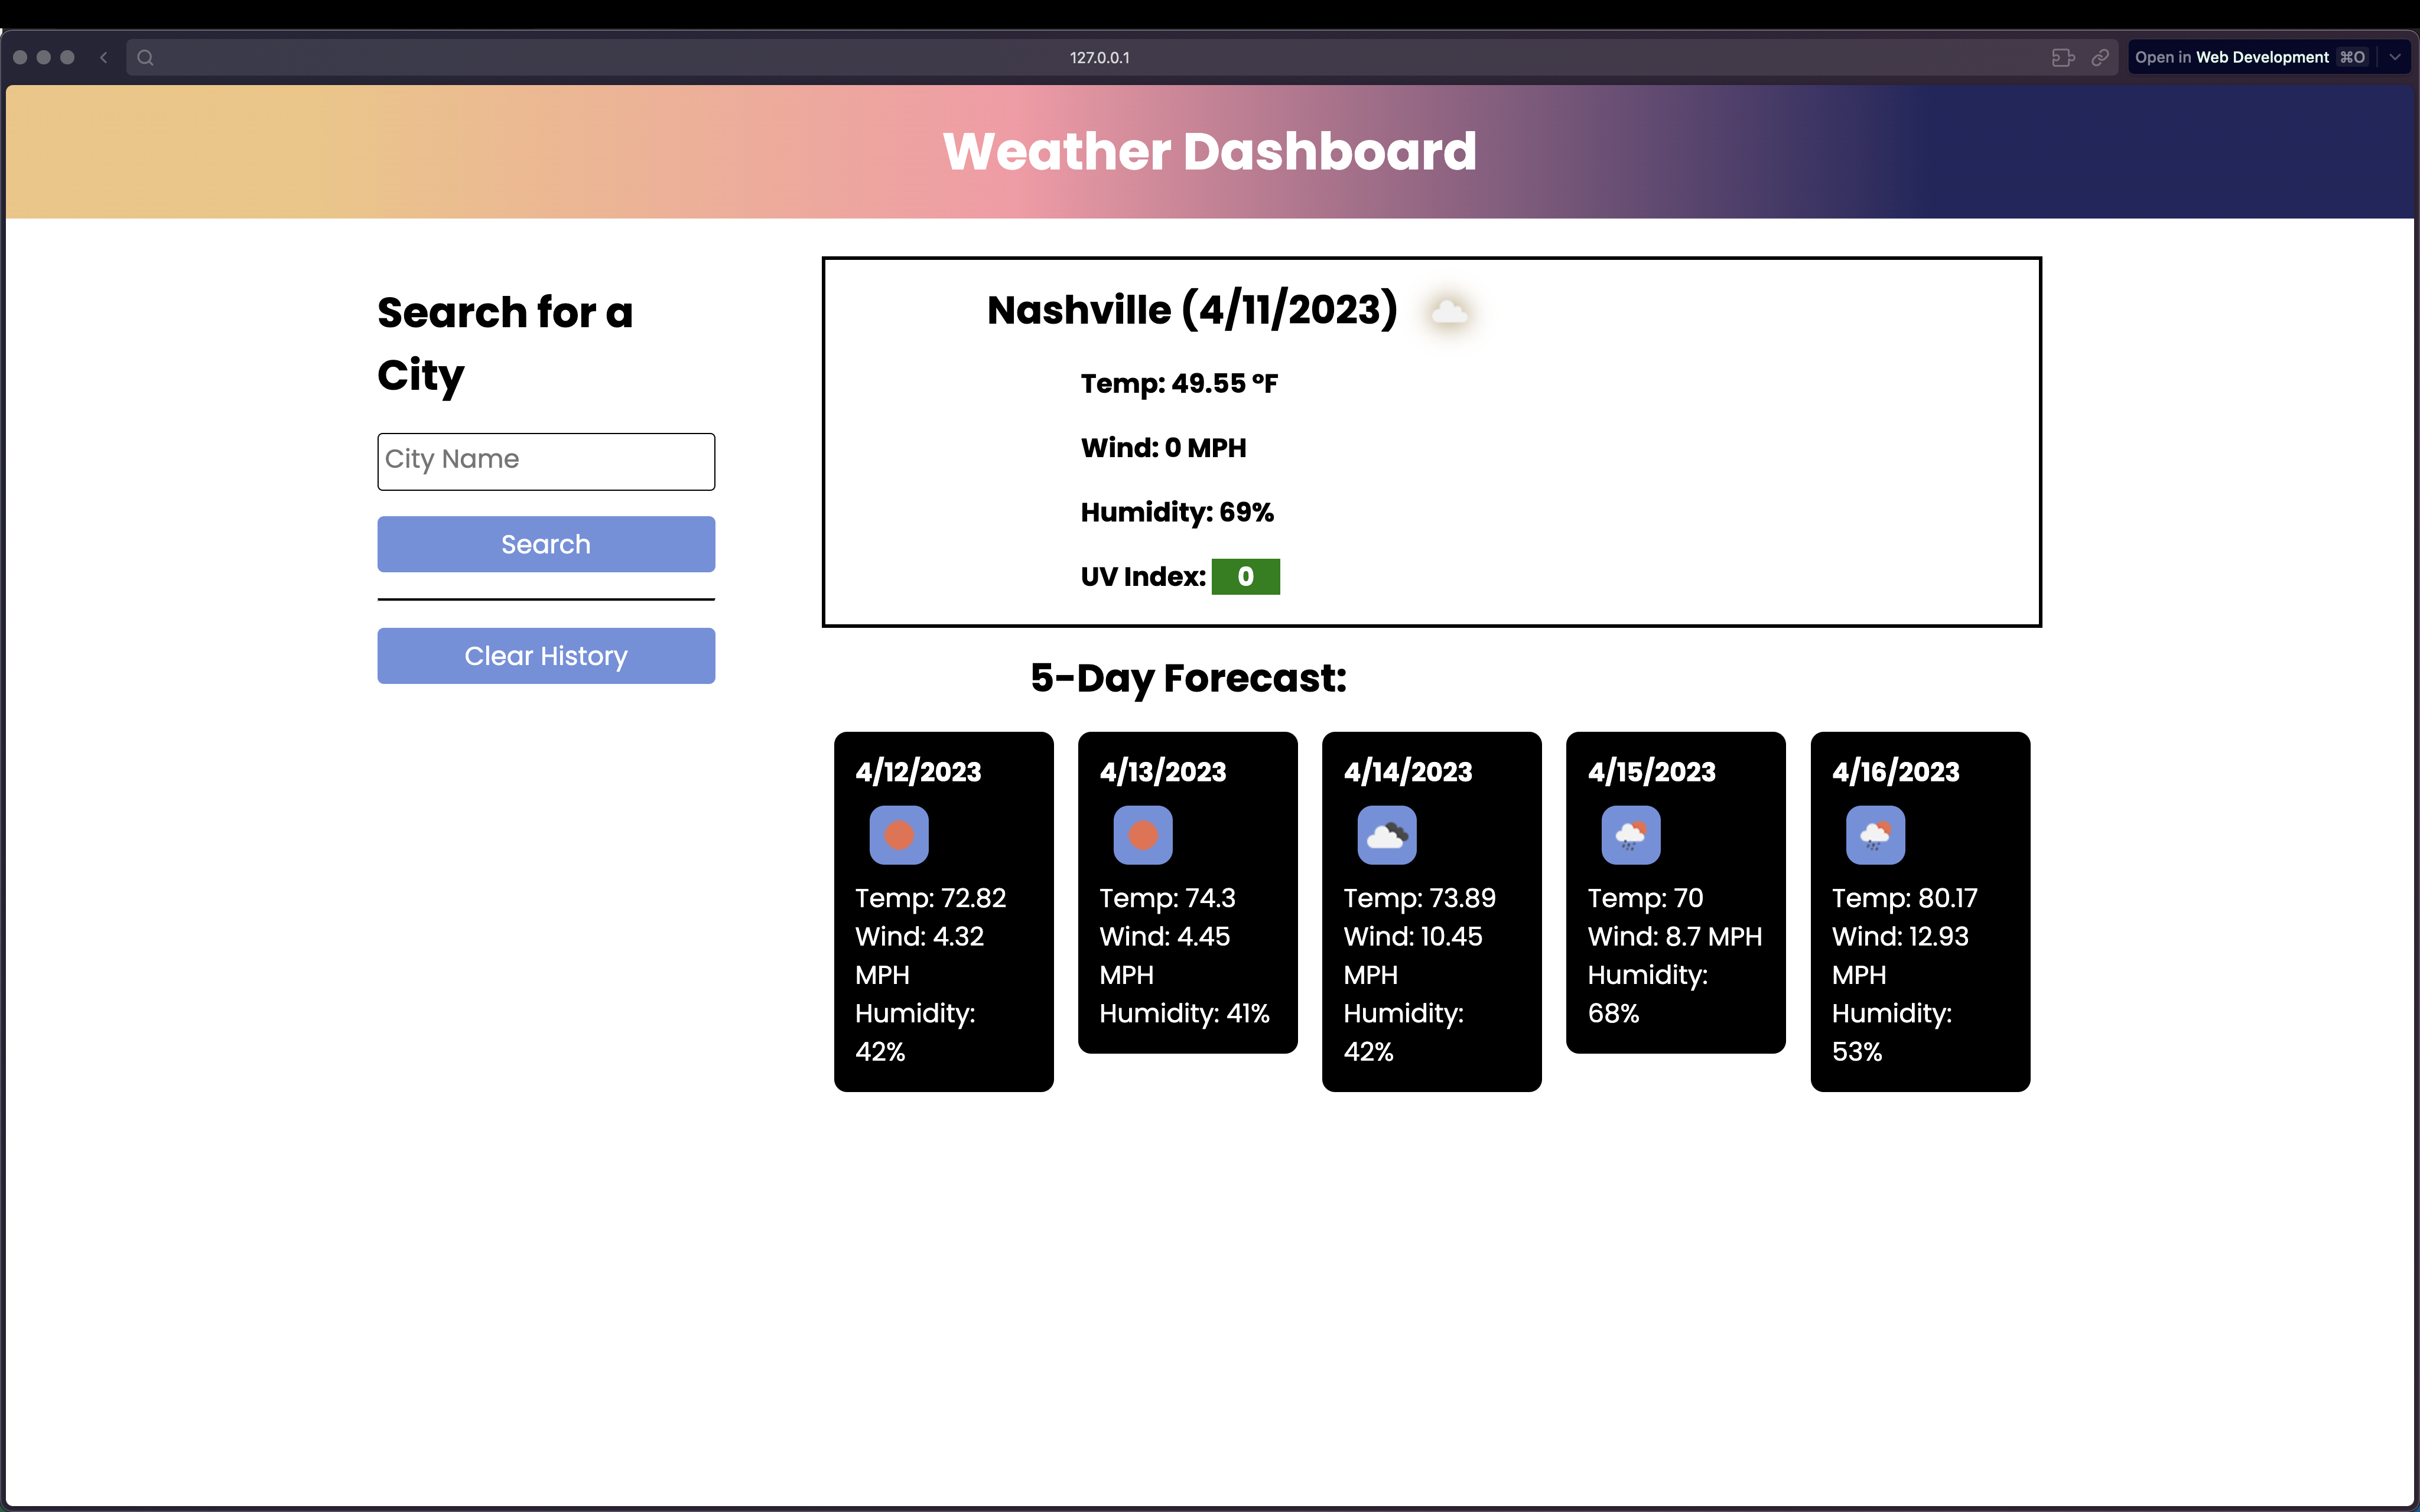 127.0.0.1
Open in Web Development ⌘O
Weather Dashboard
Search for a
City
City Name
Search
Clear History
Nashville (4/11/2023)
Temp: 49.55 °F
Wind: 0 MPH
Humidity: 69%
UV Index: 0
5-Day Forecast:
4/12/2023
Temp: 72.82
Wind: 4.32
MPH
Humidity:
42%
4/13/2023
Temp: 74.3
Wind: 4.45
MPH
Humidity: 41%
4/14/2023
Temp: 73.89
Wind: 10.45
MPH
Humidity:
42%
4/15/2023
Temp: 70
Wind: 8.7 MPH
Humidity:
68%
4/16/2023
Temp: 80.17
Wind: 12.93
MPH
Humidity:
53%